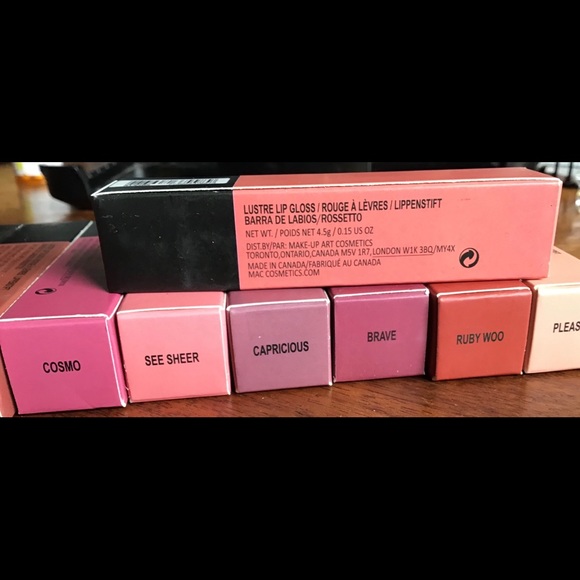 LUSTRE LIP GLOSS / ROUGE À LÈVRES / LIPPENSTIFT
BARRA DE LABIOS/ROSSETTO
NET WT. / POIDS NET 4.5g / 0.15 US OZ
DIST.BY/PAR: MAKE-UP ART COSMETICS
TORONTO,ONTARIO,CANADA M5V 1R7,LONDON W1K 3BQ/MY4X
MADE IN CANADA/FABRIQUÉ AU CANADA
MAC COSMETICS.COM
COSMO
SEE SHEER
CAPRICIOUS
BRAVE
RUBY WOO
PLEAS